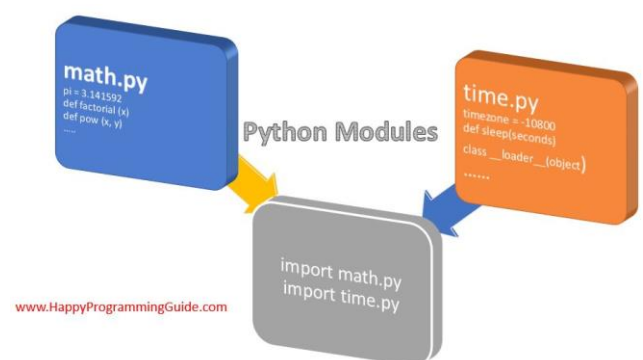 math.py
pi = 3.141592
def factorial (x)
def pow (x, y)
.....
Python Modules
time.py
timezone = -10800
def sleep(seconds)
class __loader__(object)
......
import math.py
import time.py
www.HappyProgrammingGuide.com